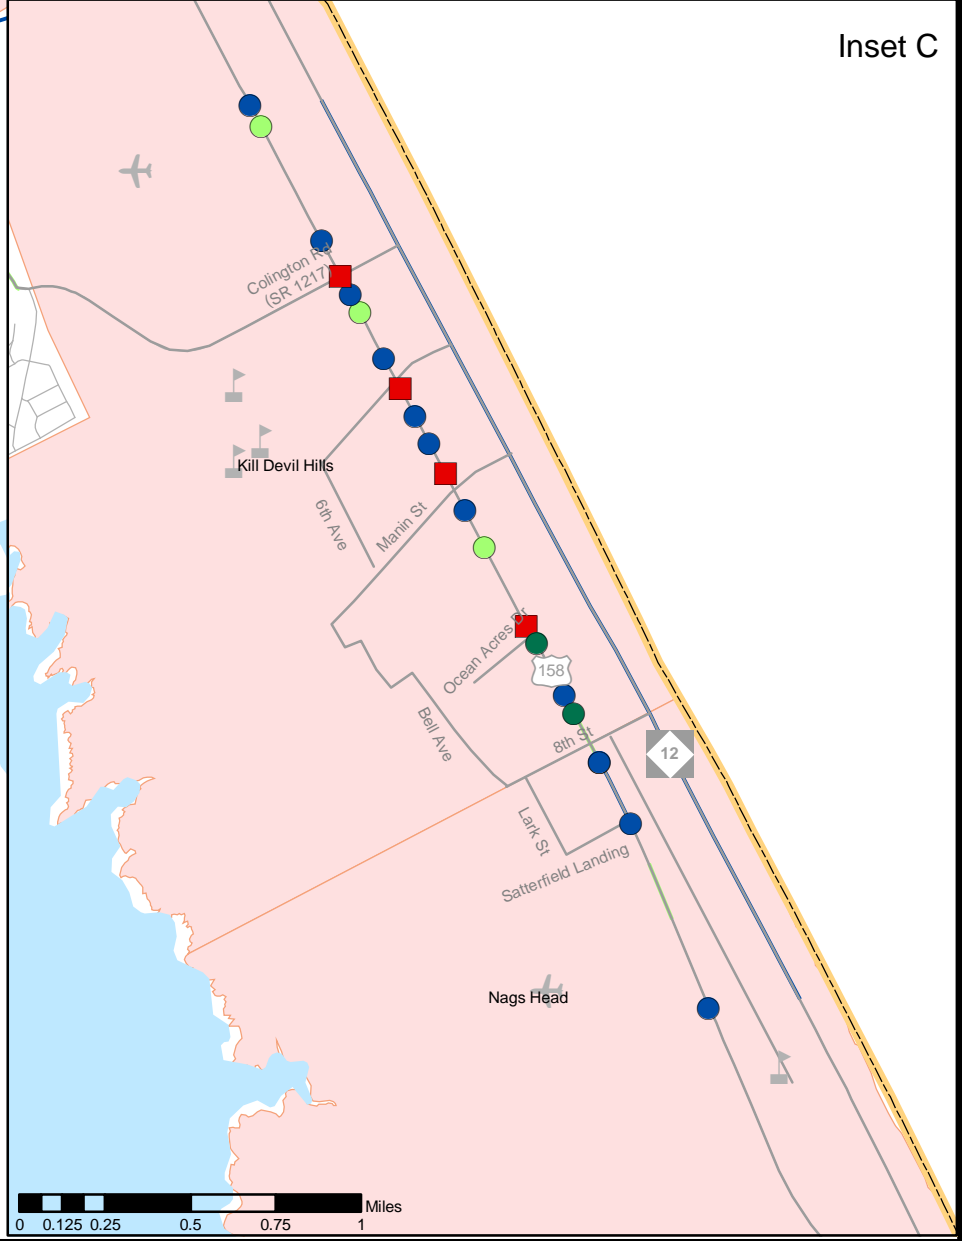 Inset C
Colington Rd
(SR 1217)
Kill Devil Hills
6th Ave
Manin St
Ocean Acres Dr
158
Bell Ave
8th St
12
Lark St
Satterfield Landing
Nags Head
Miles
0 0.125 0.25 0.5 0.75 1